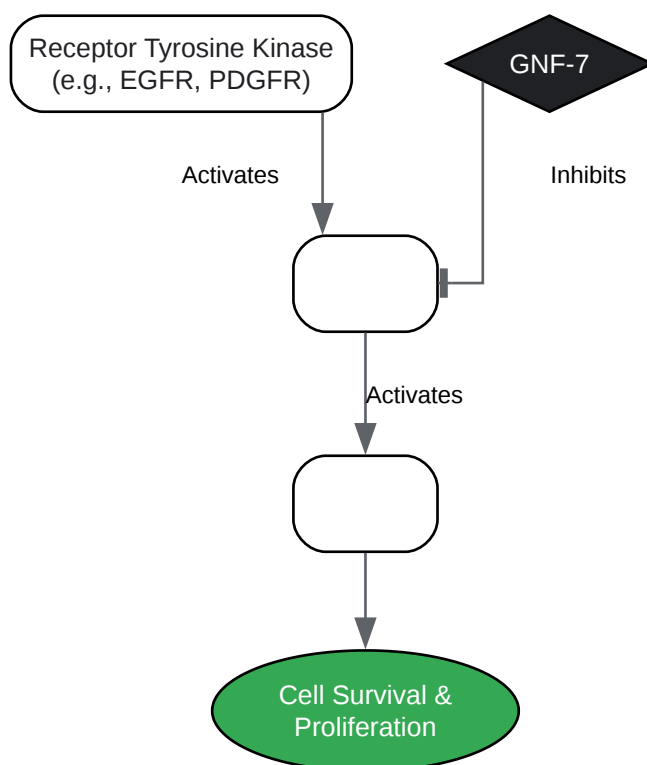 Receptor Tyrosine Kinase
(e.g., EGFR, PDGFR)
GNF-7
Activates
Inhibits
Activates
Cell Survival &
Proliferation